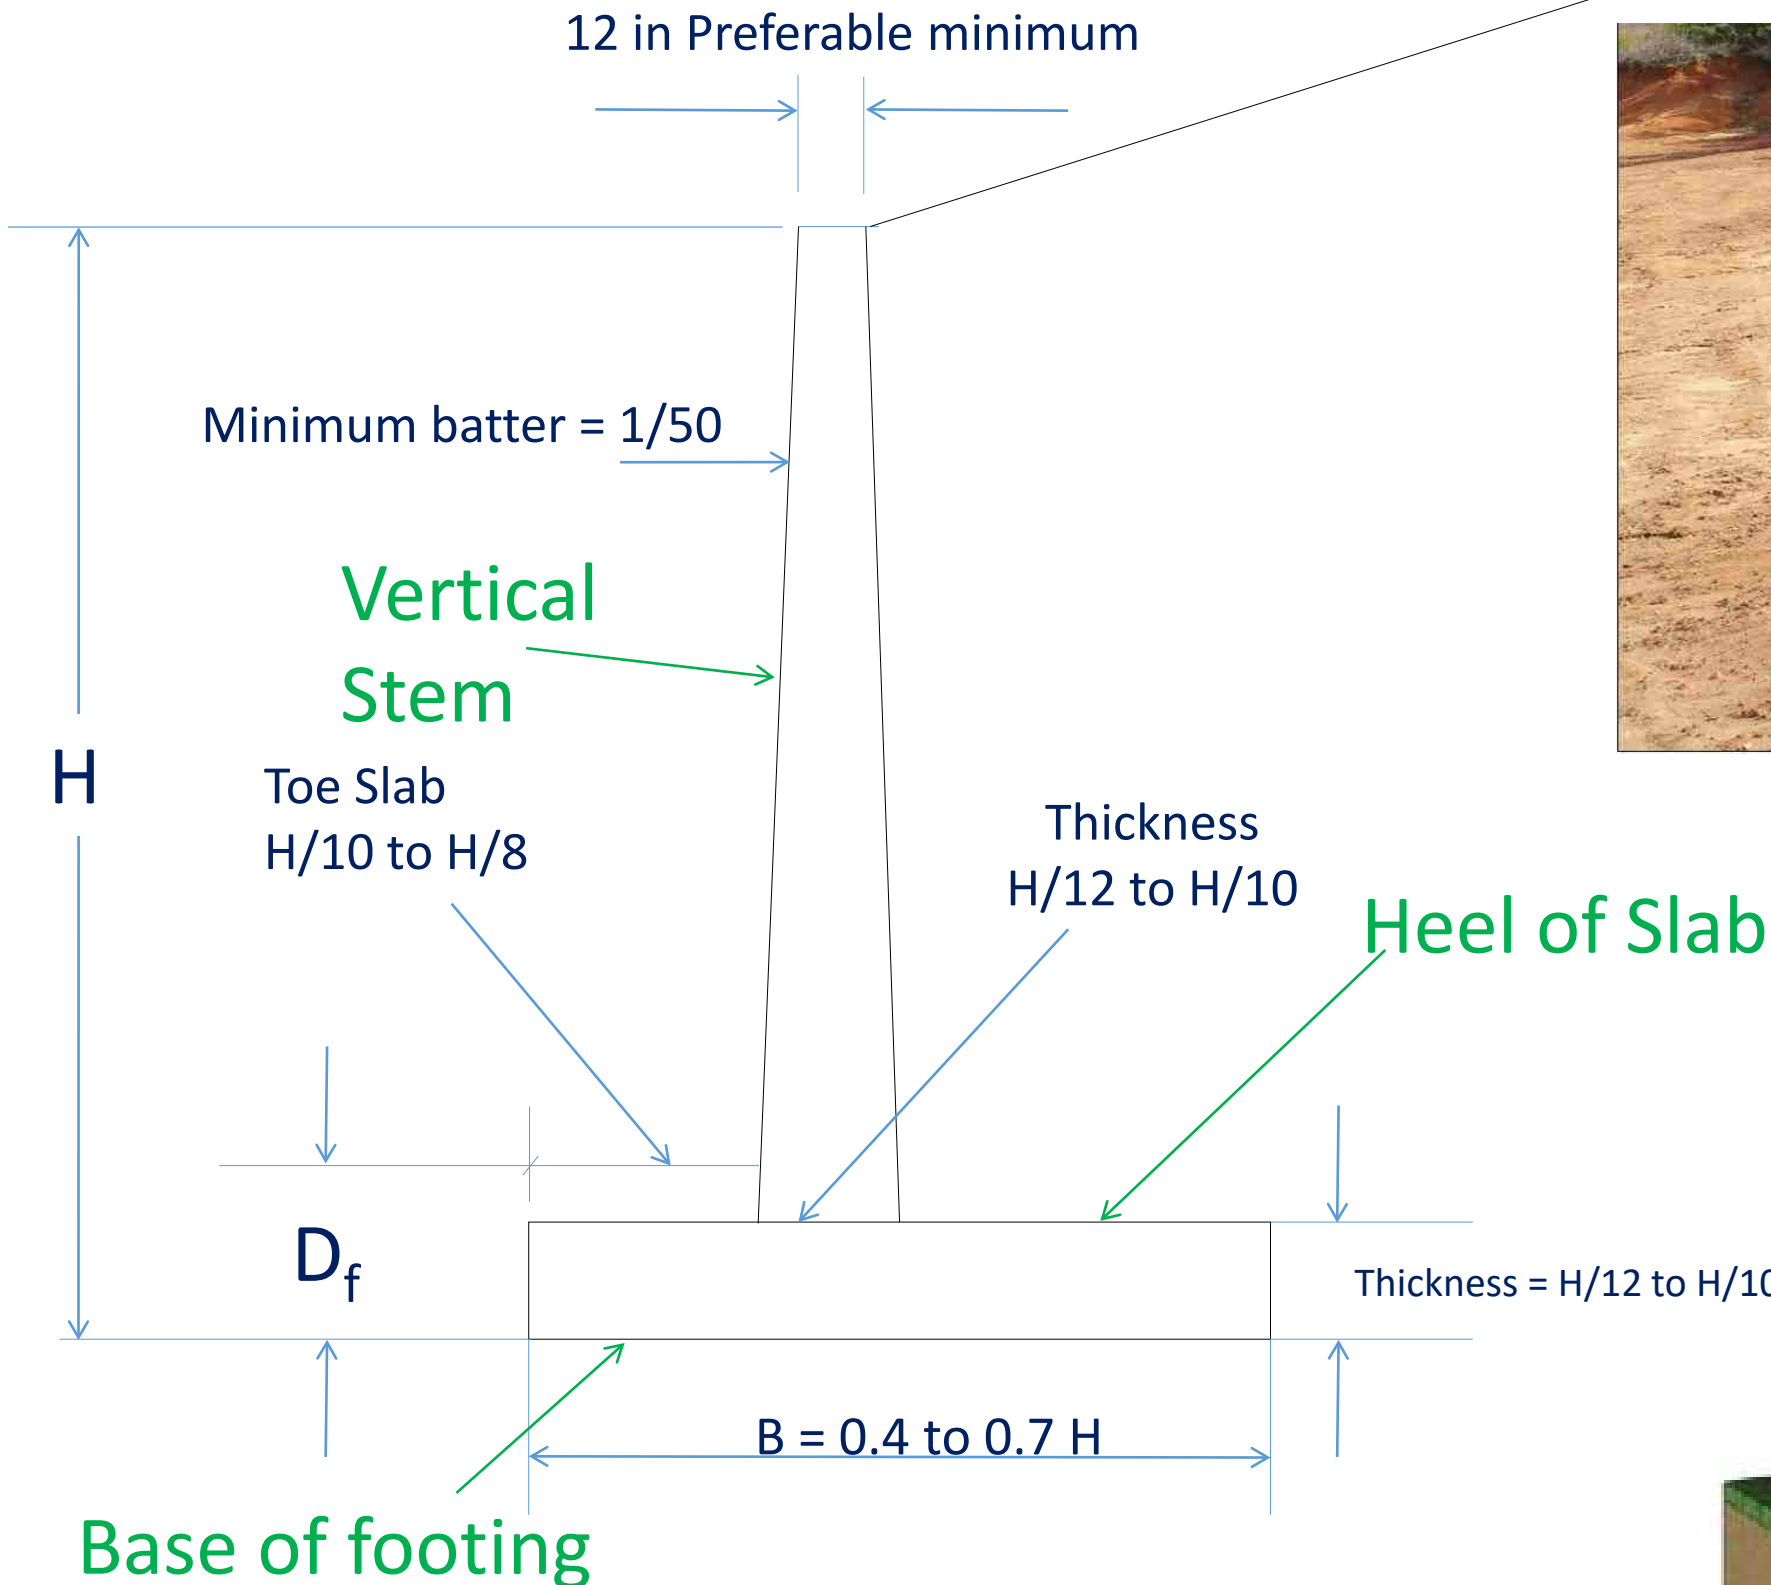 12 in Preferable minimum
Minimum batter = 1/50
Vertical
Stem
H
Toe Slab
H/10 to H/8
Thickness
H/12 to H/10
Heel of Slab
Df
Thickness = H/12 to H/10
B = 0.4 to 0.7 H
Base of footing